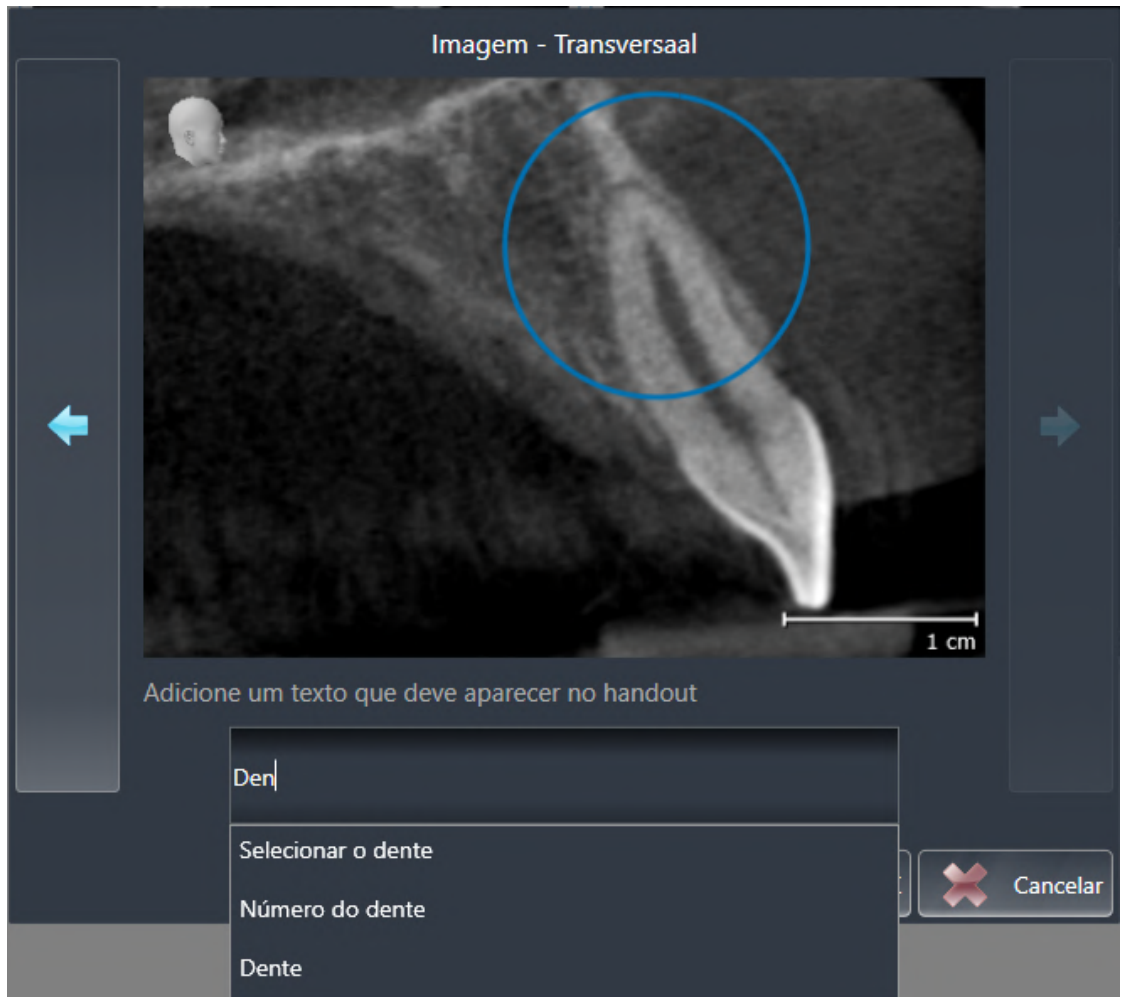 Imagem - Transversaal
1 cm
Adicione um texto que deve aparecer no handout
Den
Selecionar o dente
Cancelar
Número do dente
Dente